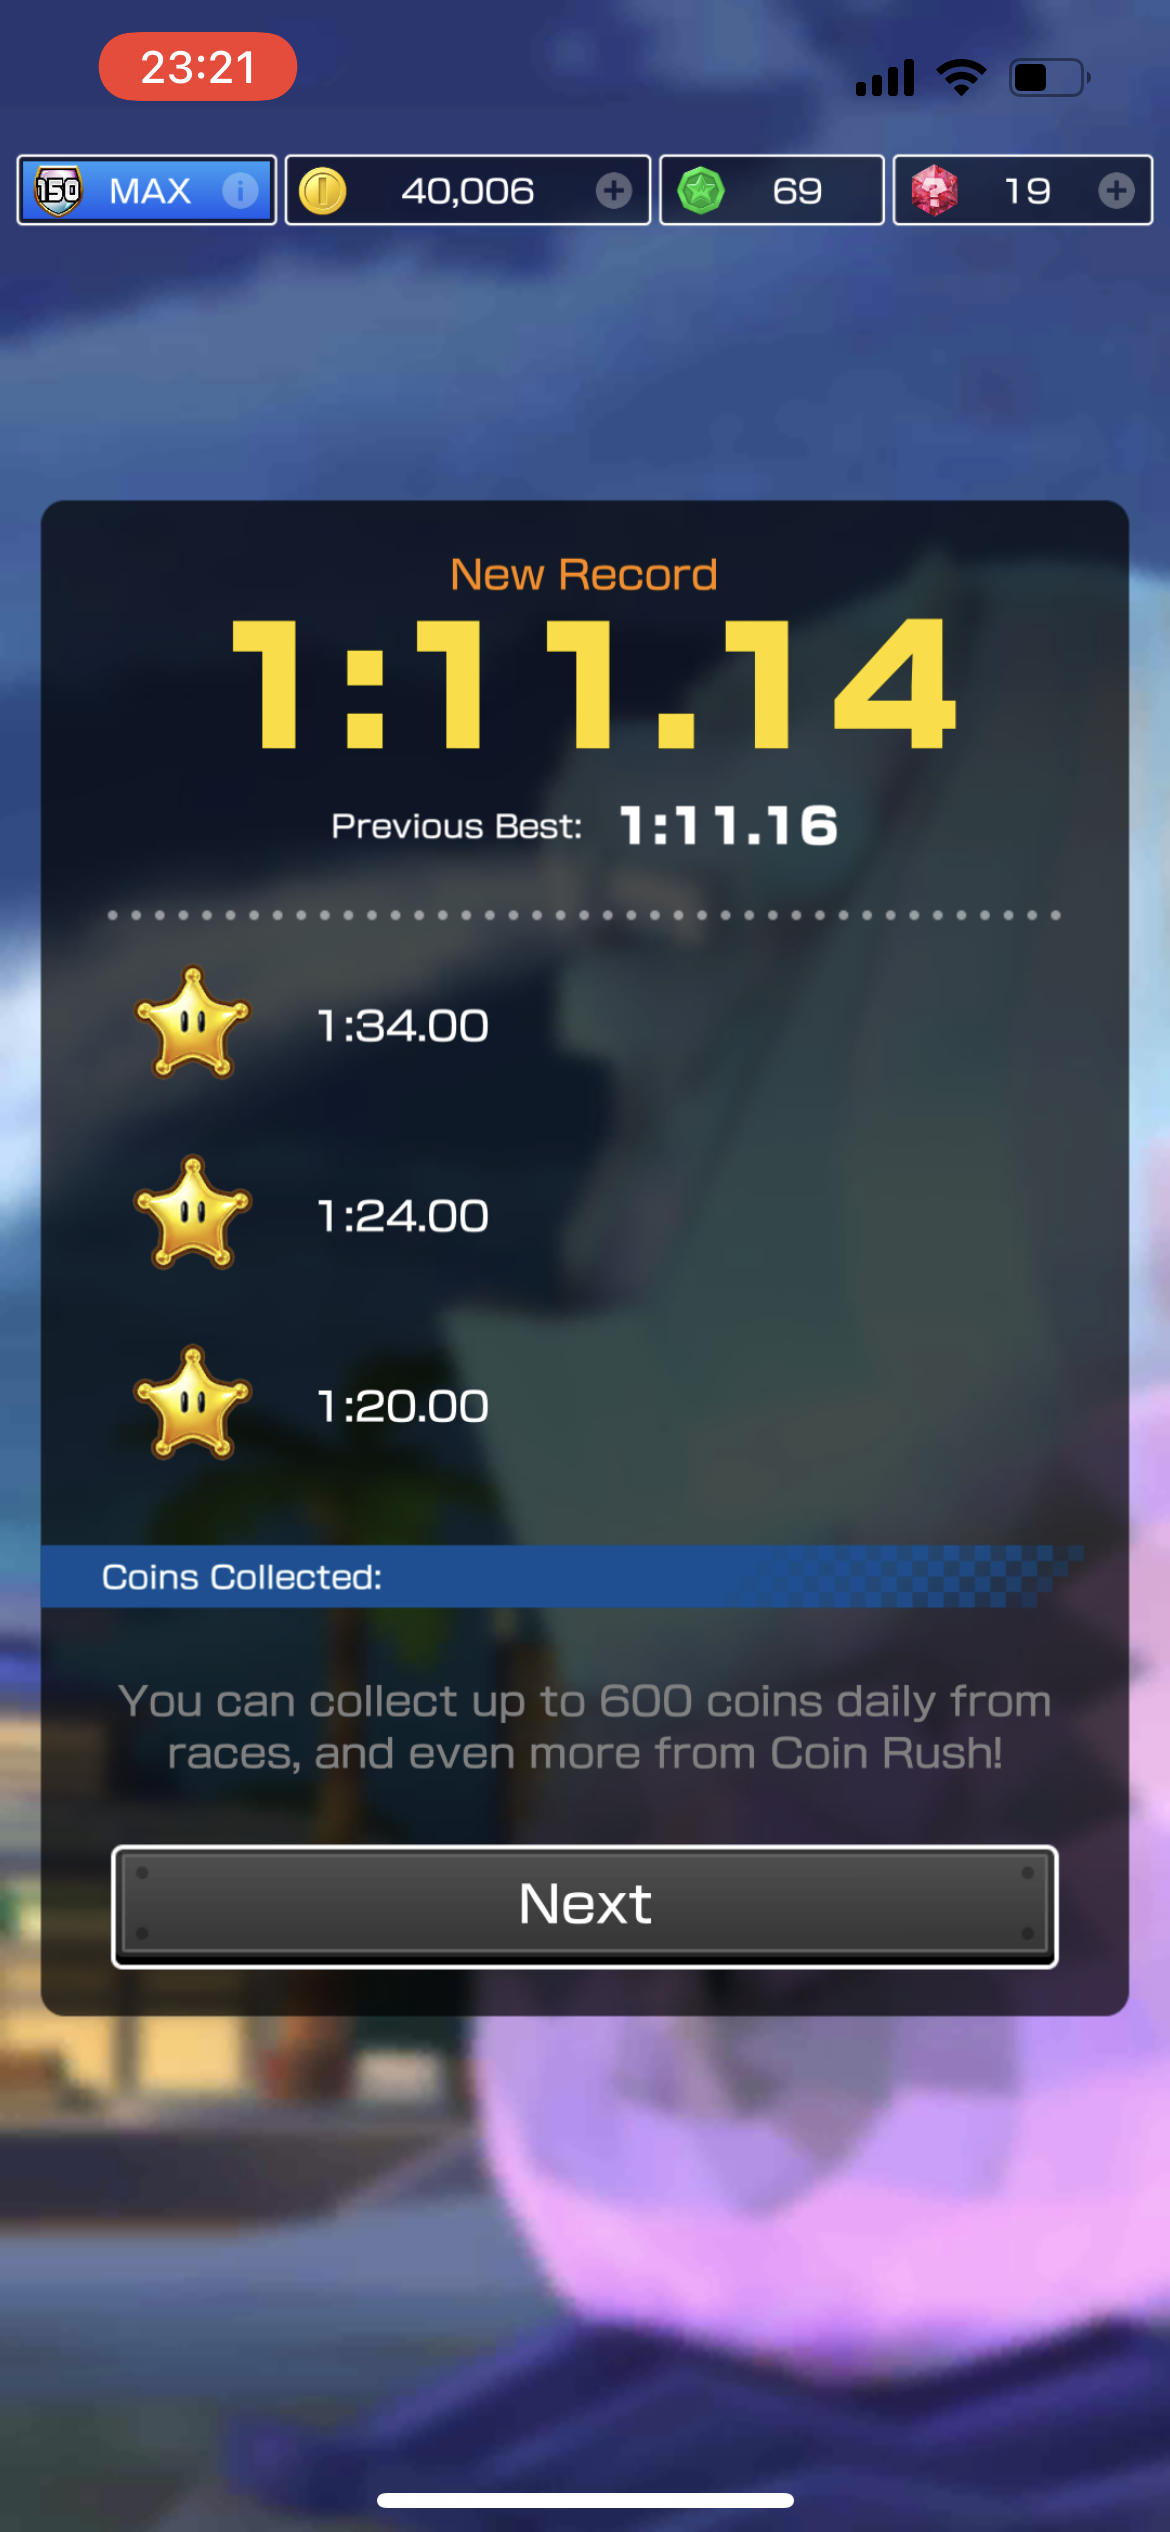 23:21
150 MAX i 40,006 + 69 ? 19 +
New Record
1:11.14
Previous Best: 1:11.16
1:34.00
1:24.00
1:20.00
Coins Collected:
You can collect up to 600 coins daily from
races, and even more from Coin Rush!
Next